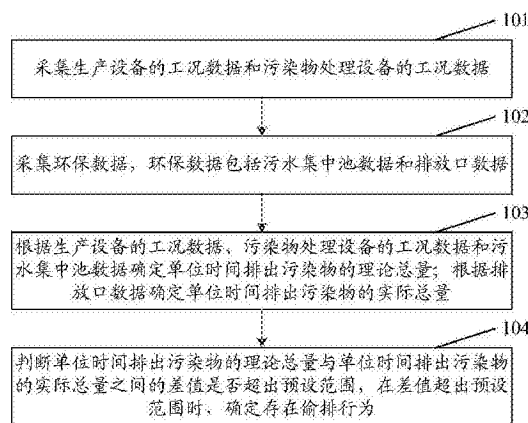 101
采集生产设备的工况数据和污染物处理设备的工况数据
102
采集环保数据，环保数据包括污水集中池数据和排放口数据
103
根据生产设备的工况数据、污染物处理设备的工况数据和污
水集中池数据确定单位时间排出污染物的理论总量；根据排
放口数据确定单位时间排出污染物的实际总量
104
判断单位时间排出污染物的理论总量与单位时间排出污染物
的实际总量之间的差值是否超出预设范围，在差值超出预设
范围时、确定存在偷排行为